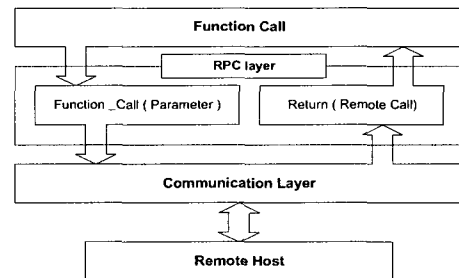 Function Call
RPC layer
Function _Call ( Parameter )
Return ( Remote Call)
Communication Layer
Remote Host